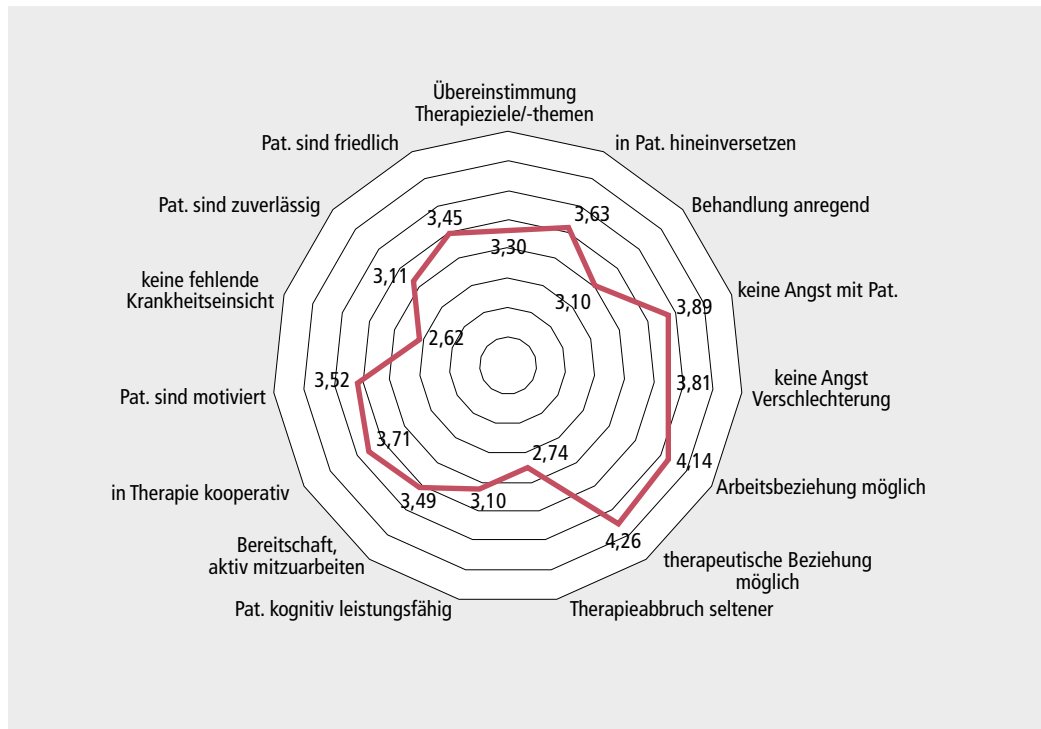 Übereinstimmung
Therapieziele/-themen
Pat. sind friedlich
in Pat. hineinversetzen
Pat. sind zuverlässig
Behandlung anregend
3,45
3,63
3,30
keine fehlende
Krankheitseinsicht
3,11
3,10
keine Angst mit Pat.
3,89
2,62
Pat. sind motiviert
3,52
3,81
keine Angst
Verschlechterung
3,71
2,74
4,14
in Therapie kooperativ
3,49
3,10
Arbeitsbeziehung möglich
4,26
Bereitschaft,
aktiv mitzuarbeiten
therapeutische Beziehung
möglich
Pat. kognitiv leistungsfähig
Therapieabbruch seltener